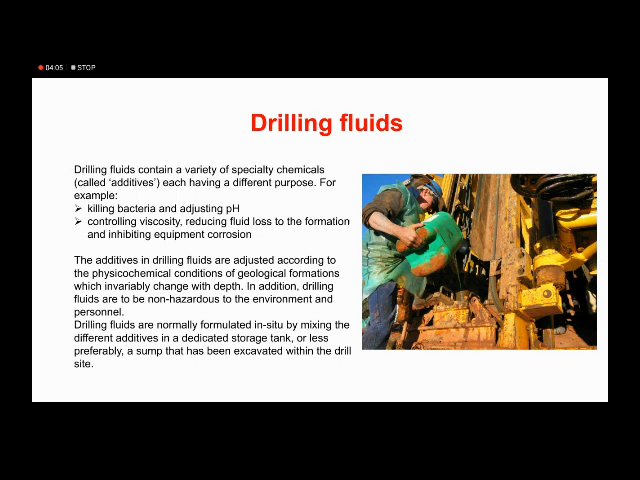 04:05 STOP
Drilling fluids
Drilling fluids contain a variety of specialty chemicals
(called ‘additives’) each having a different purpose. For
example:
➢ killing bacteria and adjusting pH
➢ controlling viscosity, reducing fluid loss to the formation
and inhibiting equipment corrosion
The additives in drilling fluids are adjusted according to
the physicochemical conditions of geological formations
which invariably change with depth. In addition, drilling
fluids are to be non-hazardous to the environment and
personnel.
Drilling fluids are normally formulated in-situ by mixing the
different additives in a dedicated storage tank, or less
preferably, a sump that has been excavated within the drill
site.